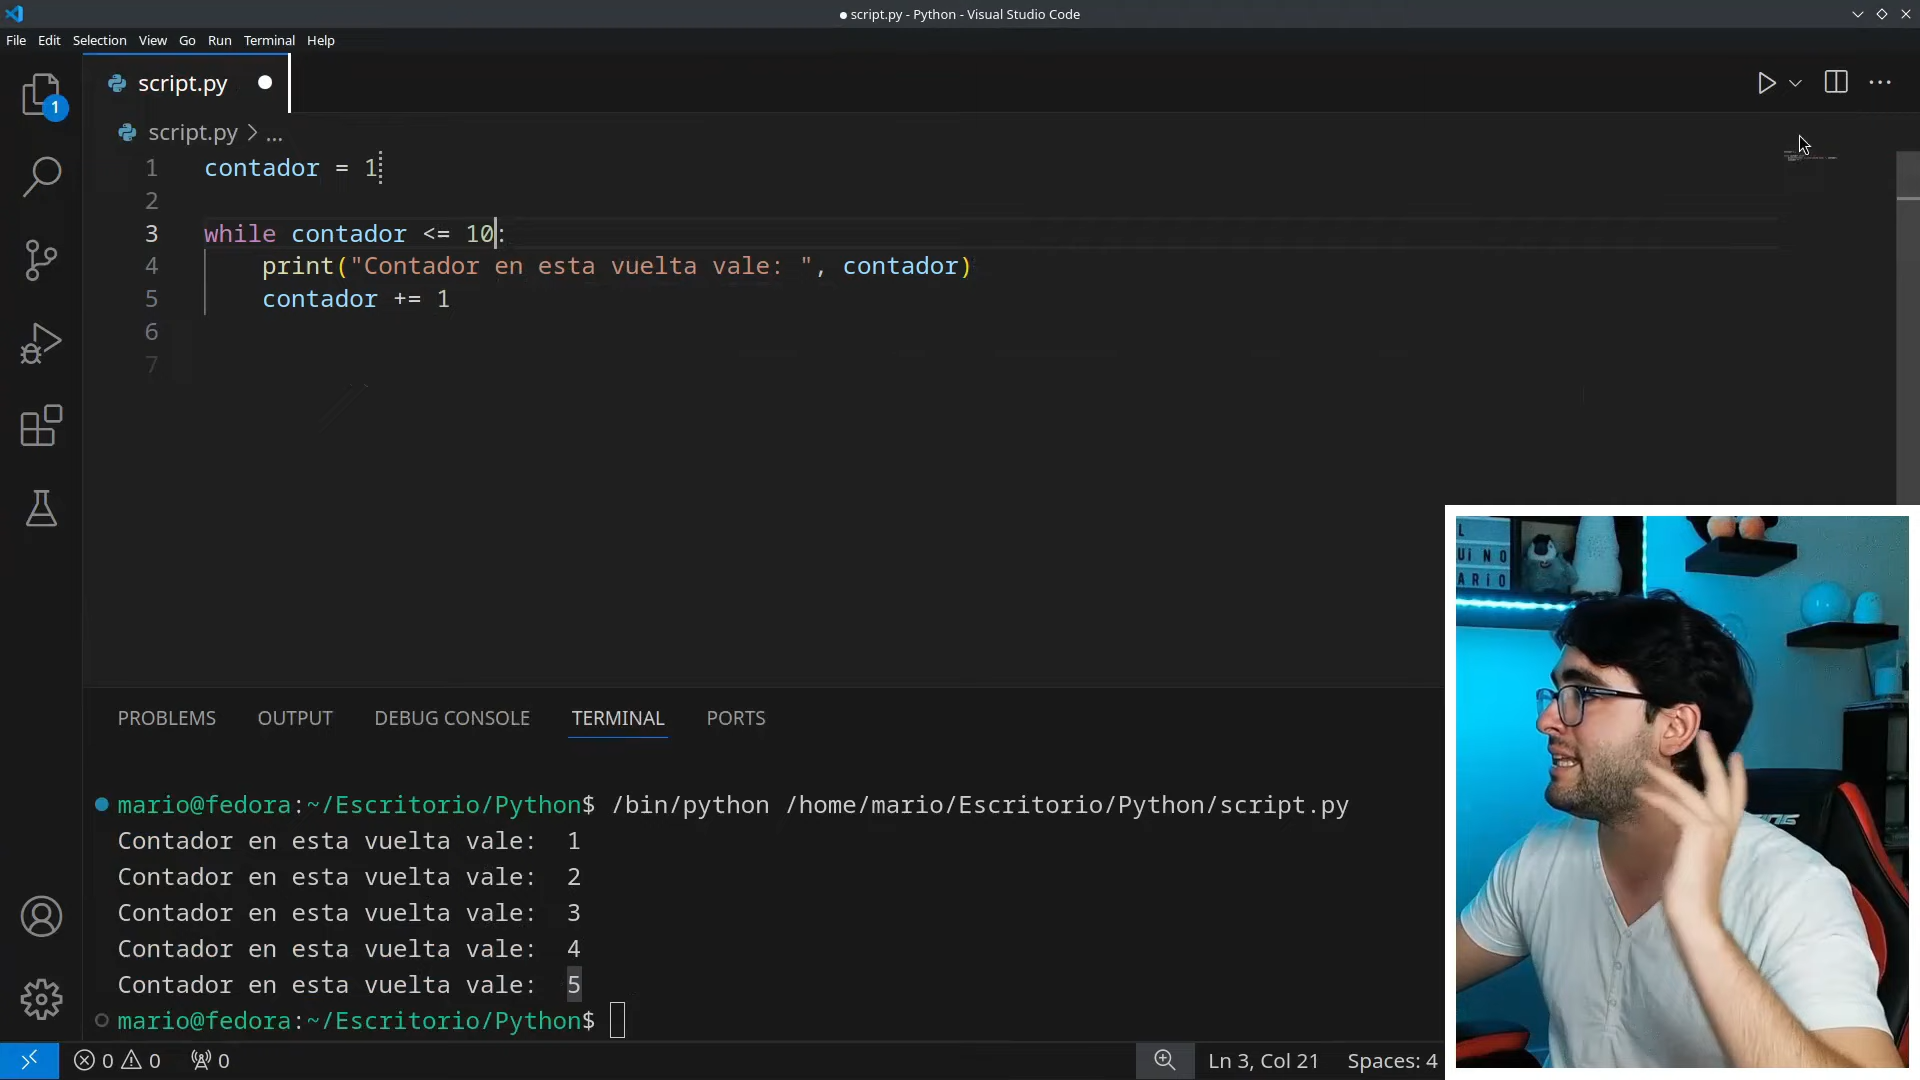 script.py - Python - Visual Studio Code
File Edit Selection View Go Run Terminal Help
script.py
1
script.py > ...
1 contador = 1
2
3 while contador <= 10:
4 print("Contador en esta vuelta vale: ", contador)
5 contador += 1
6
7
L
UiNO
ARiO
PROBLEMS OUTPUT DEBUG CONSOLE TERMINAL PORTS
mario@fedora:~/Escritorio/Python$ /bin/python /home/mario/Escritorio/Python/script.py
Contador en esta vuelta vale:  1
Contador en esta vuelta vale:  2
Contador en esta vuelta vale:  3
Contador en esta vuelta vale:  4
Contador en esta vuelta vale:  5
mario@fedora:~/Escritorio/Python$
0 0 0 Ln 3, Col 21 Spaces: 4